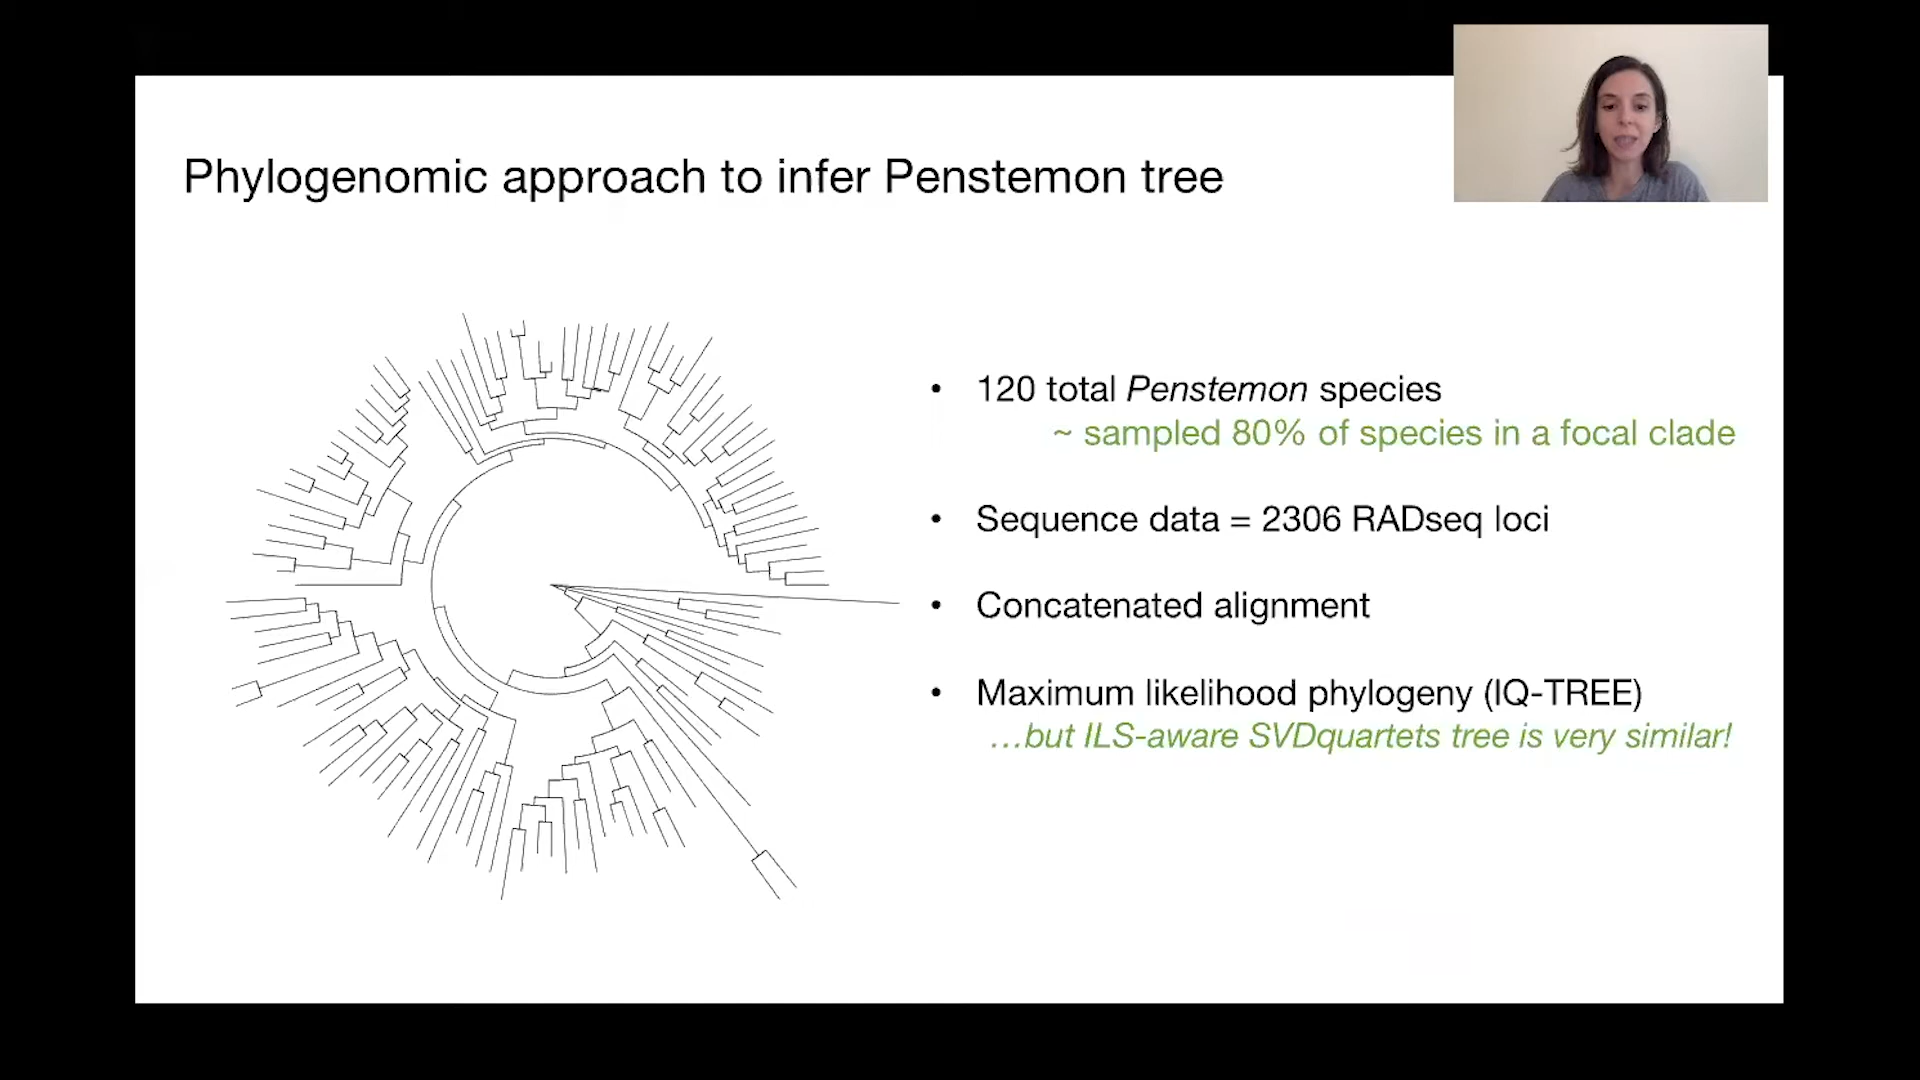 Phylogenomic approach to infer Penstemon tree
• 120 total Penstemon species
~ sampled 80% of species in a focal clade
• Sequence data = 2306 RADseq loci
• Concatenated alignment
• Maximum likelihood phylogeny (IQ-TREE)
…but ILS-aware SVDquartets tree is very similar!